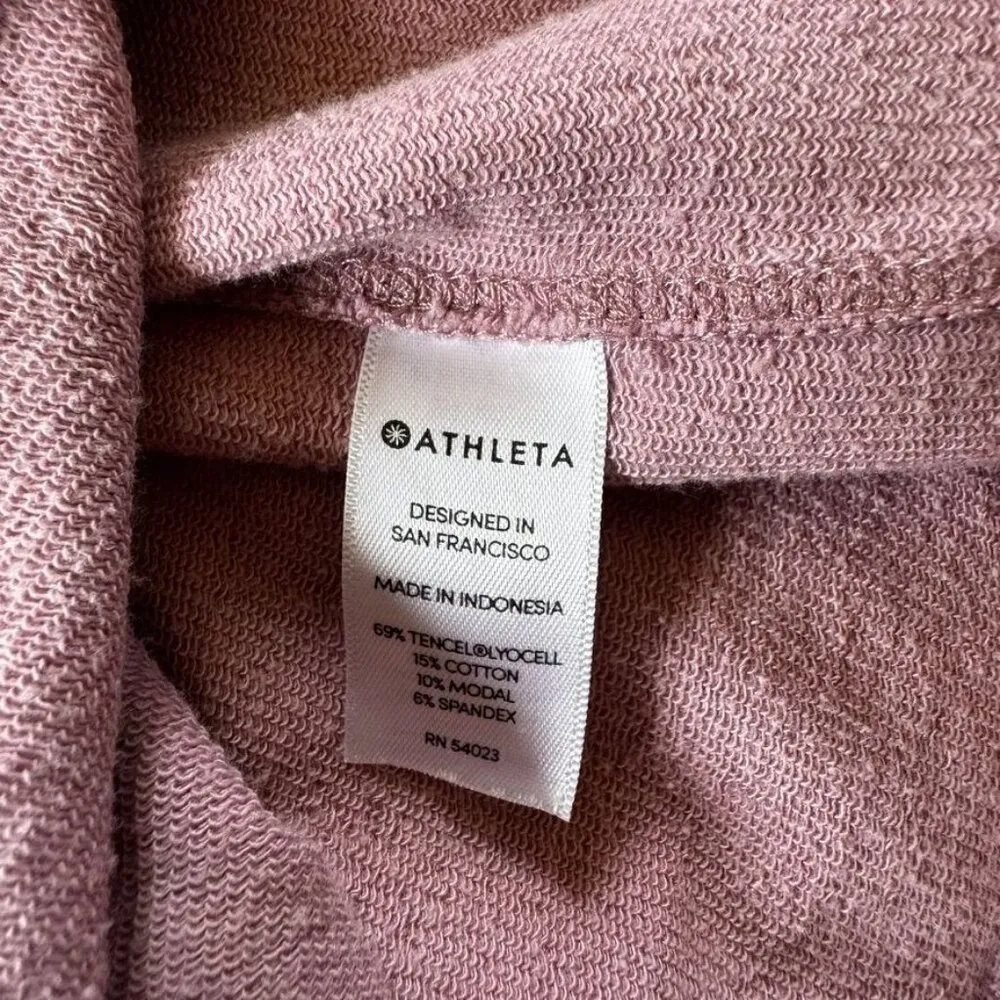 ATHLETA
DESIGNED IN
SAN FRANCISCO
MADE IN INDONESIA
69% TENCEL®LYOCELL
15% COTTON
10% MODAL
6% SPANDEX
RN 54023